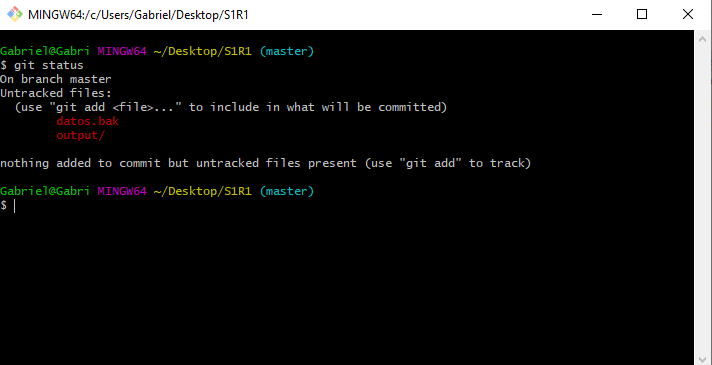 MINGW64:/c/Users/Gabriel/Desktop/S1R1
Gabriel@Gabri MINGW64 ~/Desktop/S1R1 (master)
$ git status
On branch master
Untracked files:
(use "git add <file>..." to include in what will be committed)
datos.bak
output/
nothing added to commit but untracked files present (use "git add" to track)
Gabriel@Gabri MINGW64 ~/Desktop/S1R1 (master)
$